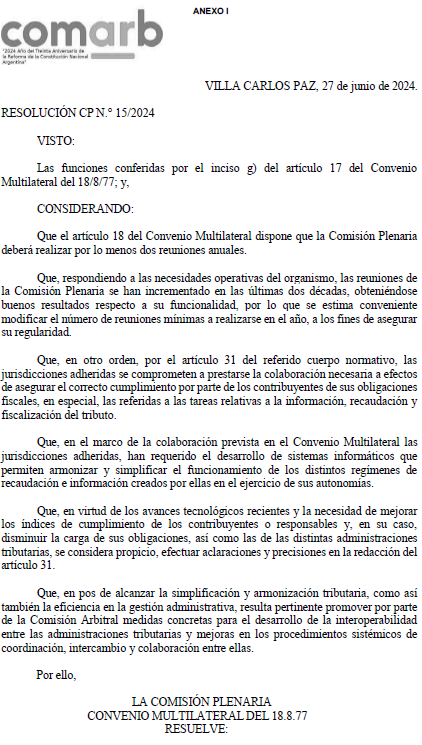 ANEXO I
comarb
"2024 Año del Treinta Aniversario de
la Reforma de la Constitución Nacional
Argentina"
VILLA CARLOS PAZ, 27 de junio de 2024.
RESOLUCIÓN CP N.° 15/2024
VISTO:
Las funciones conferidas por el inciso g) del artículo 17 del Convenio
Multilateral del 18/8/77; y,
CONSIDERANDO:
Que el artículo 18 del Convenio Multilateral dispone que la Comisión Plenaria
deberá realizar por lo menos dos reuniones anuales.
Que, respondiendo a las necesidades operativas del organismo, las reuniones de
la Comisión Plenaria se han incrementado en las últimas dos décadas, obteniéndose
buenos resultados respecto a su funcionalidad, por lo que se estima conveniente
modificar el número de reuniones mínimas a realizarse en el año, a los fines de asegurar
su regularidad.
Que, en otro orden, por el artículo 31 del referido cuerpo normativo, las
jurisdicciones adheridas se comprometen a prestarse la colaboración necesaria a efectos
de asegurar el correcto cumplimiento por parte de los contribuyentes de sus obligaciones
fiscales, en especial, las referidas a las tareas relativas a la información, recaudación y
fiscalización del tributo.
Que, en el marco de la colaboración prevista en el Convenio Multilateral las
jurisdicciones adheridas, han requerido el desarrollo de sistemas informáticos que
permiten armonizar y simplificar el funcionamiento de los distintos regímenes de
recaudación e información creados por ellas en el ejercicio de sus autonomías.
Que, en virtud de los avances tecnológicos recientes y la necesidad de mejorar
los índices de cumplimiento de los contribuyentes o responsables y, en su caso,
disminuir la carga de sus obligaciones, así como las de las distintas administraciones
tributarias, se considera propicio, efectuar aclaraciones y precisiones en la redacción del
artículo 31.
Que, en pos de alcanzar la simplificación y armonización tributaria, como así
también la eficiencia en la gestión administrativa, resulta pertinente promover por parte
de la Comisión Arbitral medidas concretas para el desarrollo de la interoperabilidad
entre las administraciones tributarias y mejoras en los procedimientos sistémicos de
coordinación, intercambio y colaboración entre ellas.
Por ello,
LA COMISIÓN PLENARIA
CONVENIO MULTILATERAL DEL 18.8.77
RESUELVE: